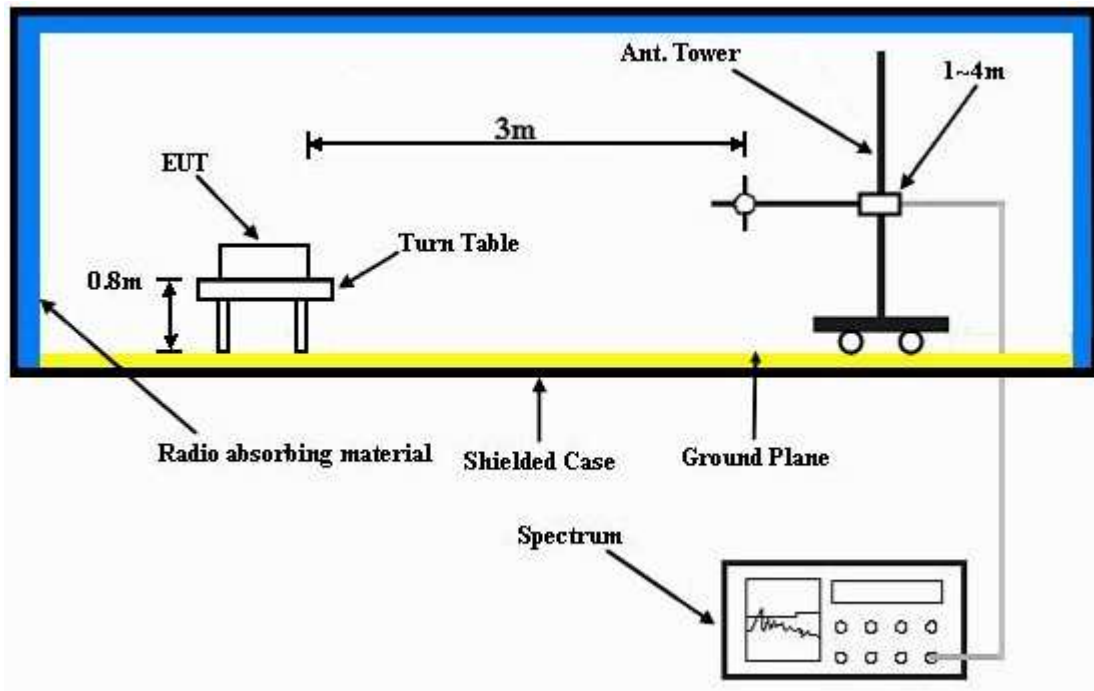 Ant. Tower
1~4m
3m
EUT
Turn Table
0.8m
Radio absorbing material
Shielded Case
Ground Plane
Spectrum